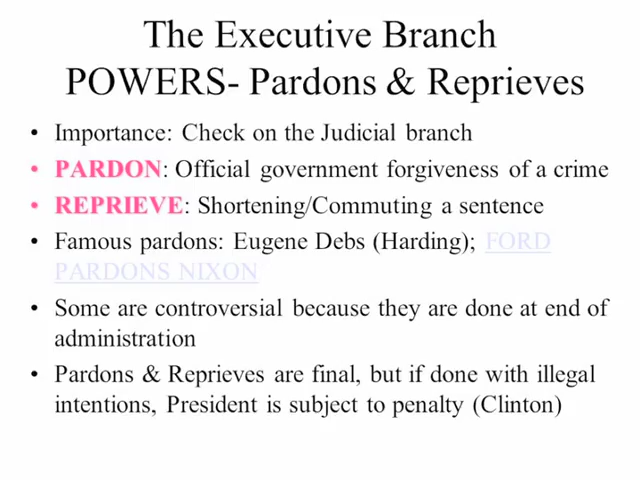 The Executive Branch
POWERS- Pardons & Reprieves
• Importance: Check on the Judicial branch
• PARDON: Official government forgiveness of a crime
• REPRIEVE: Shortening/Commuting a sentence
• Famous pardons: Eugene Debs (Harding); FORD
PARDONS NIXON
• Some are controversial because they are done at end of
administration
• Pardons & Reprieves are final, but if done with illegal
intentions, President is subject to penalty (Clinton)